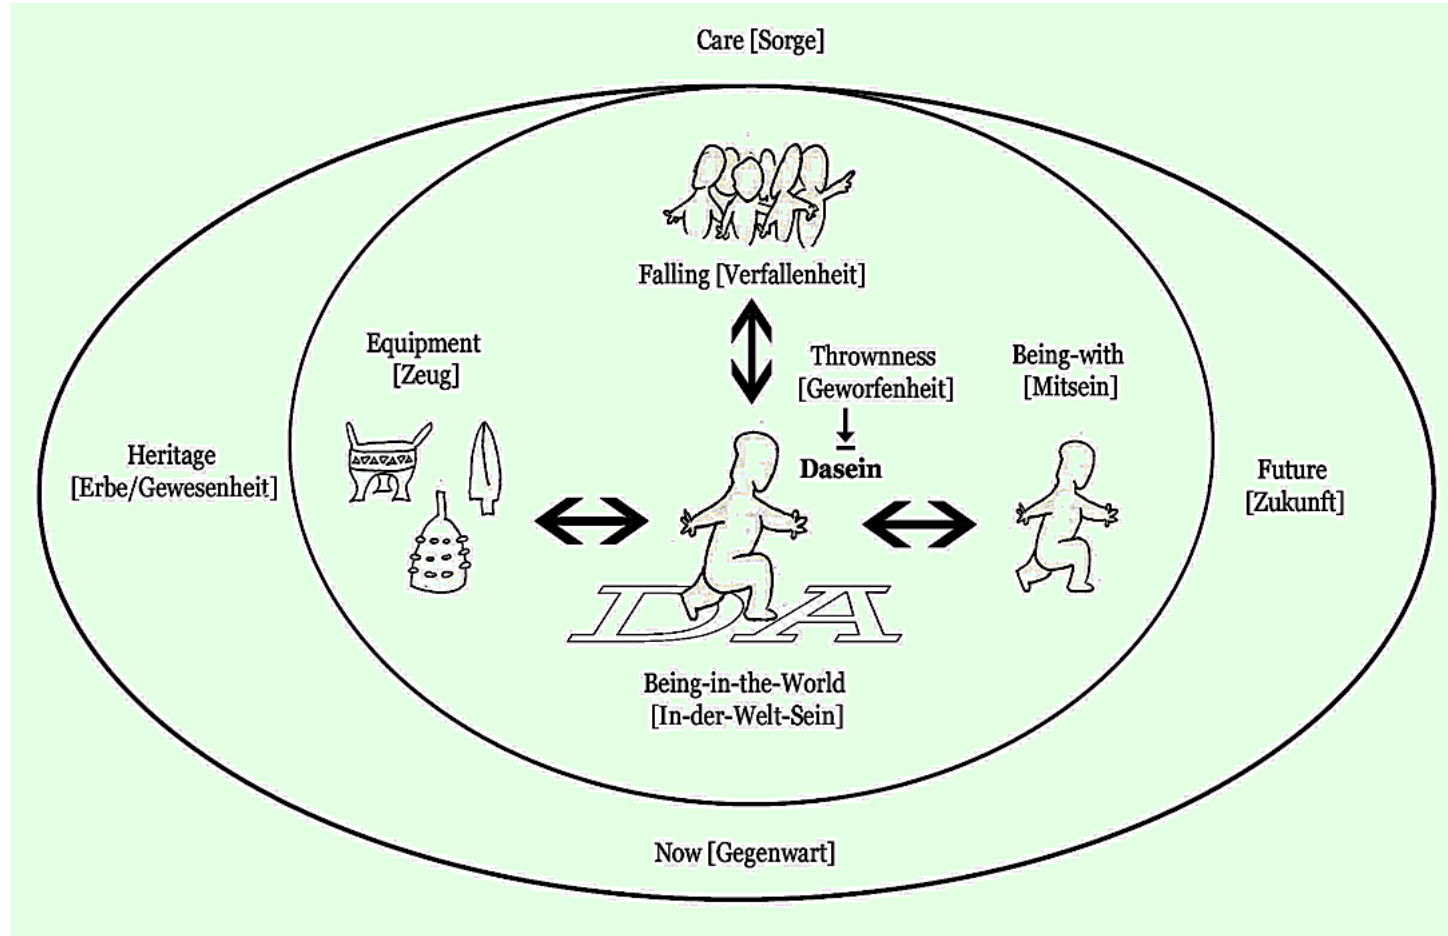 Care [Sorge]
Falling [Verfallenheit]
Equipment
[Zeug]
Thrownness
[Geworfenheit]
Being-with
[Mitsein]
Heritage
[Erbe/Gewesenheit]
Dasein
Future
[Zukunft]
DA
Being-in-the-World
[In-der-Welt-Sein]
Now [Gegenwart]